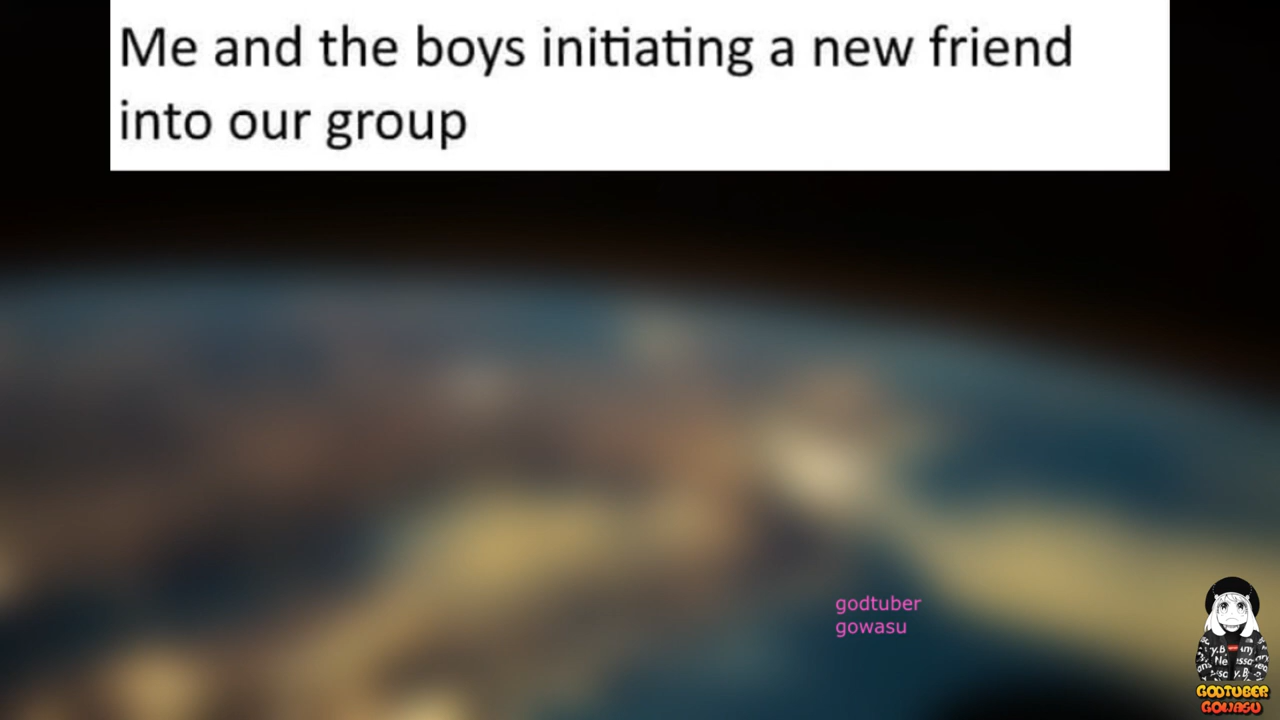 Me and the boys initiating a new friend
into our group
godtuber
gowasu
GODTUBER
GOWASU